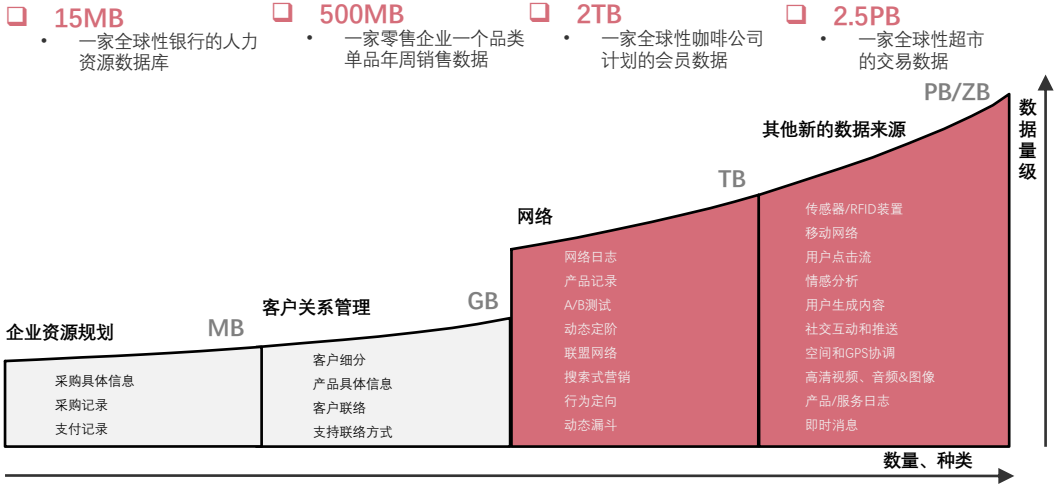 15MB
一家全球性银行的人力
资源数据库
500MB
一家零售企业一个品类
单品年周销售数据
2TB
一家全球性咖啡公司
计划的会员数据
2.5PB
一家全球性超市
的交易数据
企业资源规划
MB
采购具体信息
采购记录
支付记录
客户关系管理
GB
客户细分
产品具体信息
客户联络
支持联络方式
网络
TB
网络日志
产品记录
A/B测试
动态定阶
联盟网络
搜索式营销
行为定向
动态漏斗
其他新的数据来源
PB/ZB
传感器/RFID装置
移动网络
用户点击流
情感分析
用户生成内容
社交互动和推送
空间和GPS协调
高清视频、音频&图像
产品/服务日志
即时消息
数据量级
数量、种类